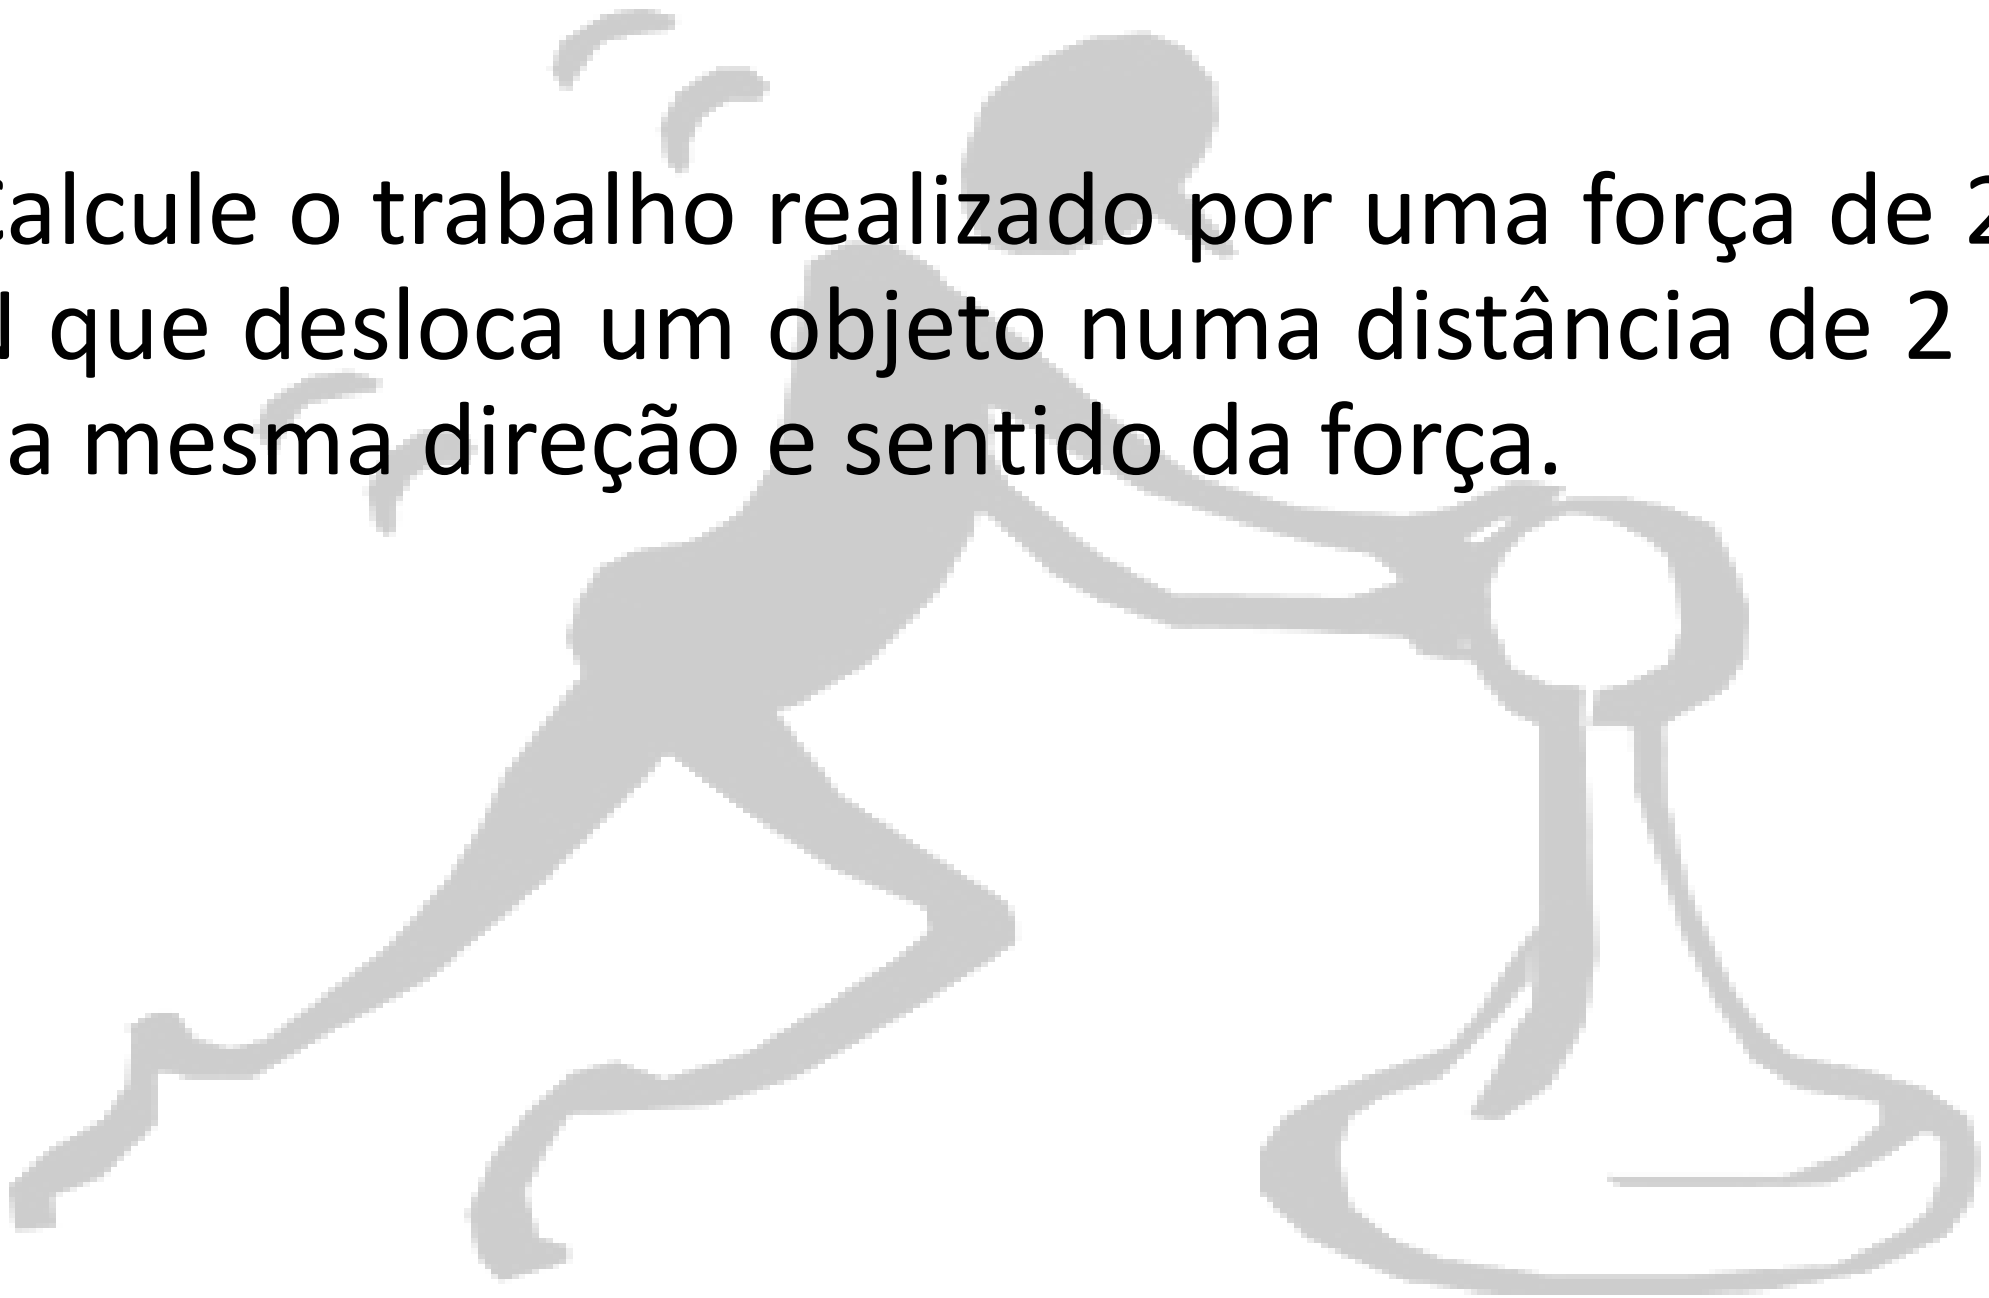 alcule o trabalho realizado por uma força de 2
que desloca um objeto numa distância de 2
a mesma direção e sentido da força.